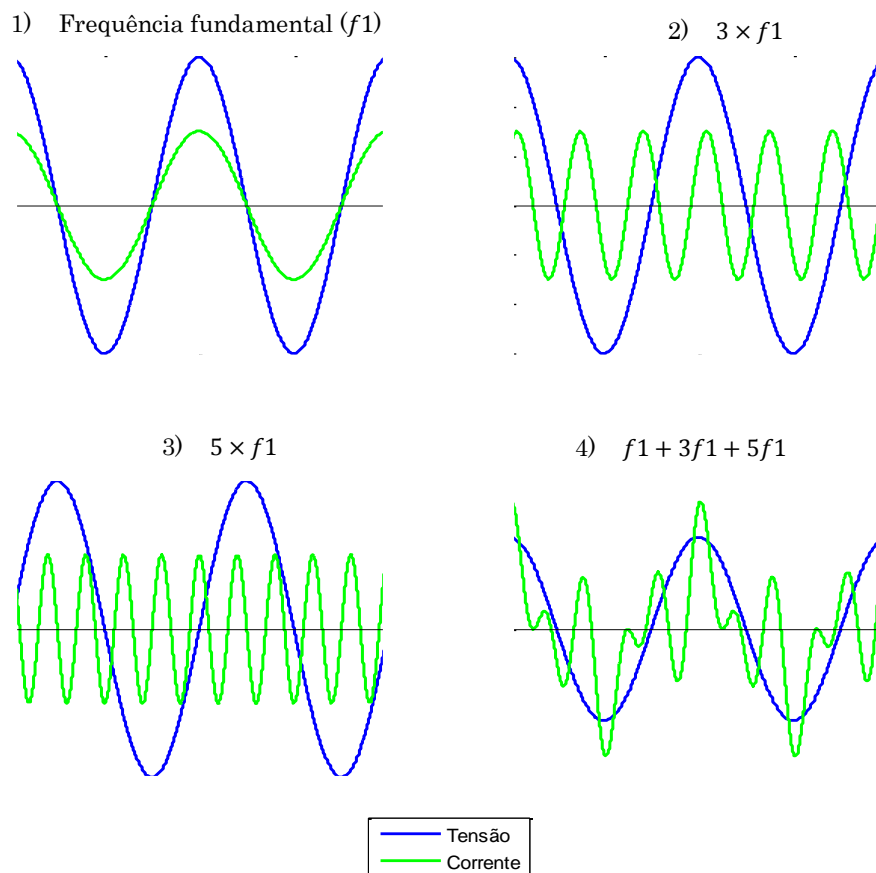 1) Frequência fundamental (f1)
2) 3 × f1
3) 5 × f1
4) f1 + 3f1 + 5f1
Tensão
Corrente